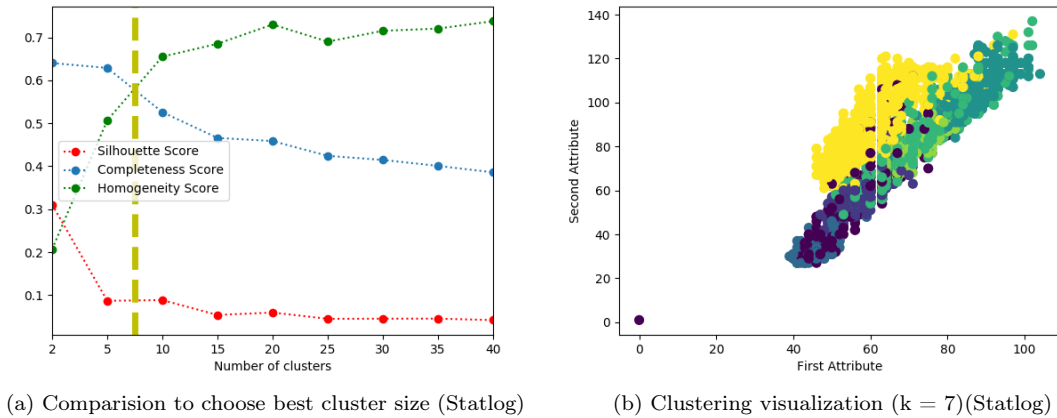 0.7
0.6
0.5
0.4
0.3
0.2
0.1
Silhouette Score
Completeness Score
Homogeneity Score
2 5 10 15 20 25 30 35 40
Number of clusters
140
120
100
80
60
40
20
0
Second Attribute
0 20 40 60 80 100
First Attribute
(a) Comparision to choose best cluster size (Statlog)
(b) Clustering visualization (k = 7)(Statlog)